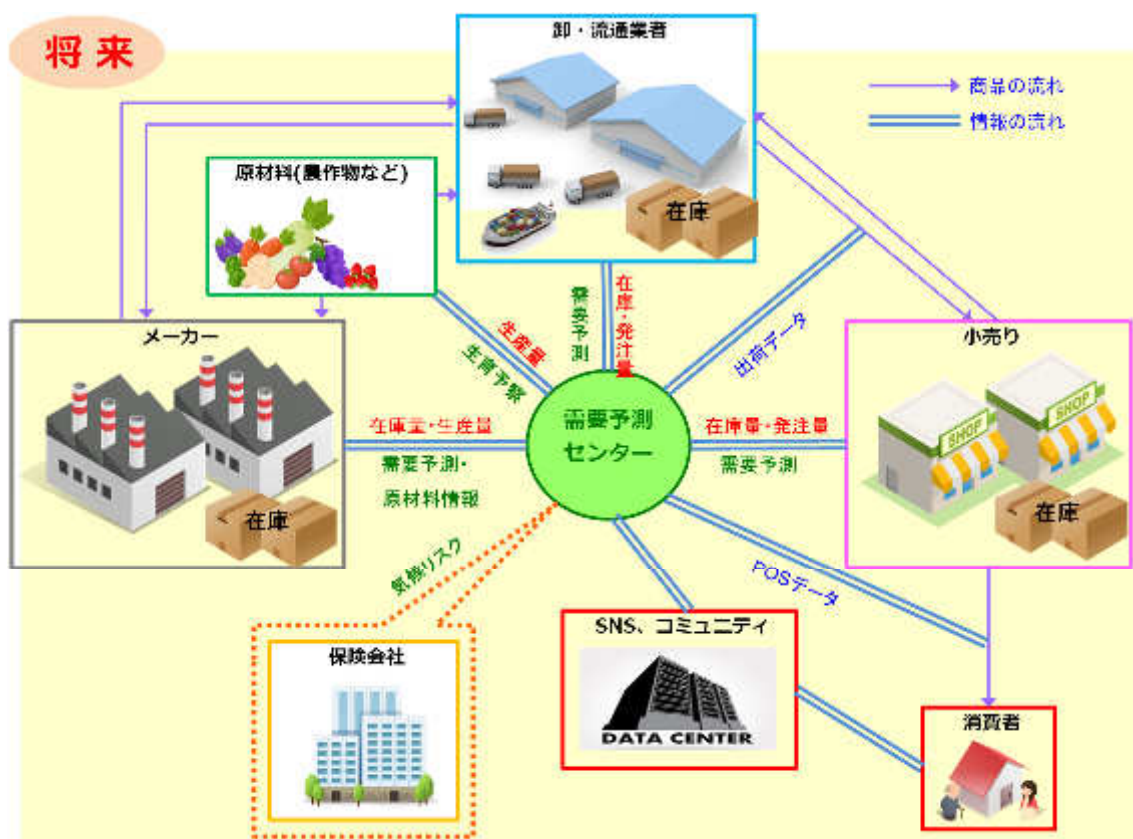 将 来
卸・流通業者
商品の流れ
情報の流れ
原材料(農作物など)
在庫
メーカー
在庫
小売り
SHOP
SHOP
在庫
生産量
生育予察
需要予測
在庫・発注量
出荷データ
需要予測
センター
在庫量・生産量
需要予測・
原材料情報
在庫量・発注量
需要予測
気候リスク
POSデータ
保険会社
SNS、コミュニティ
DATA CENTER
消費者